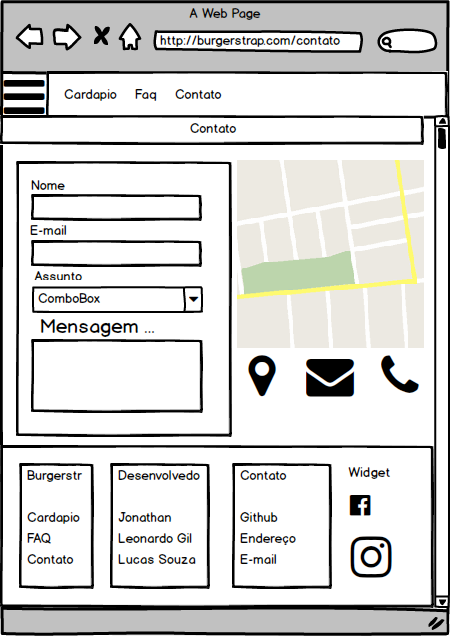 A Web Page
http://burgerstrap.com/contato
Cardapio Faq Contato
Contato
Nome
E-mail
Assunto
ComboBox
Mensagem ...
Burgerstr
Cardapio
FAQ
Contato
Desenvolvedo
Jonathan
Leonardo Gil
Lucas Souza
Contato
Github
Endereço
E-mail
Widget